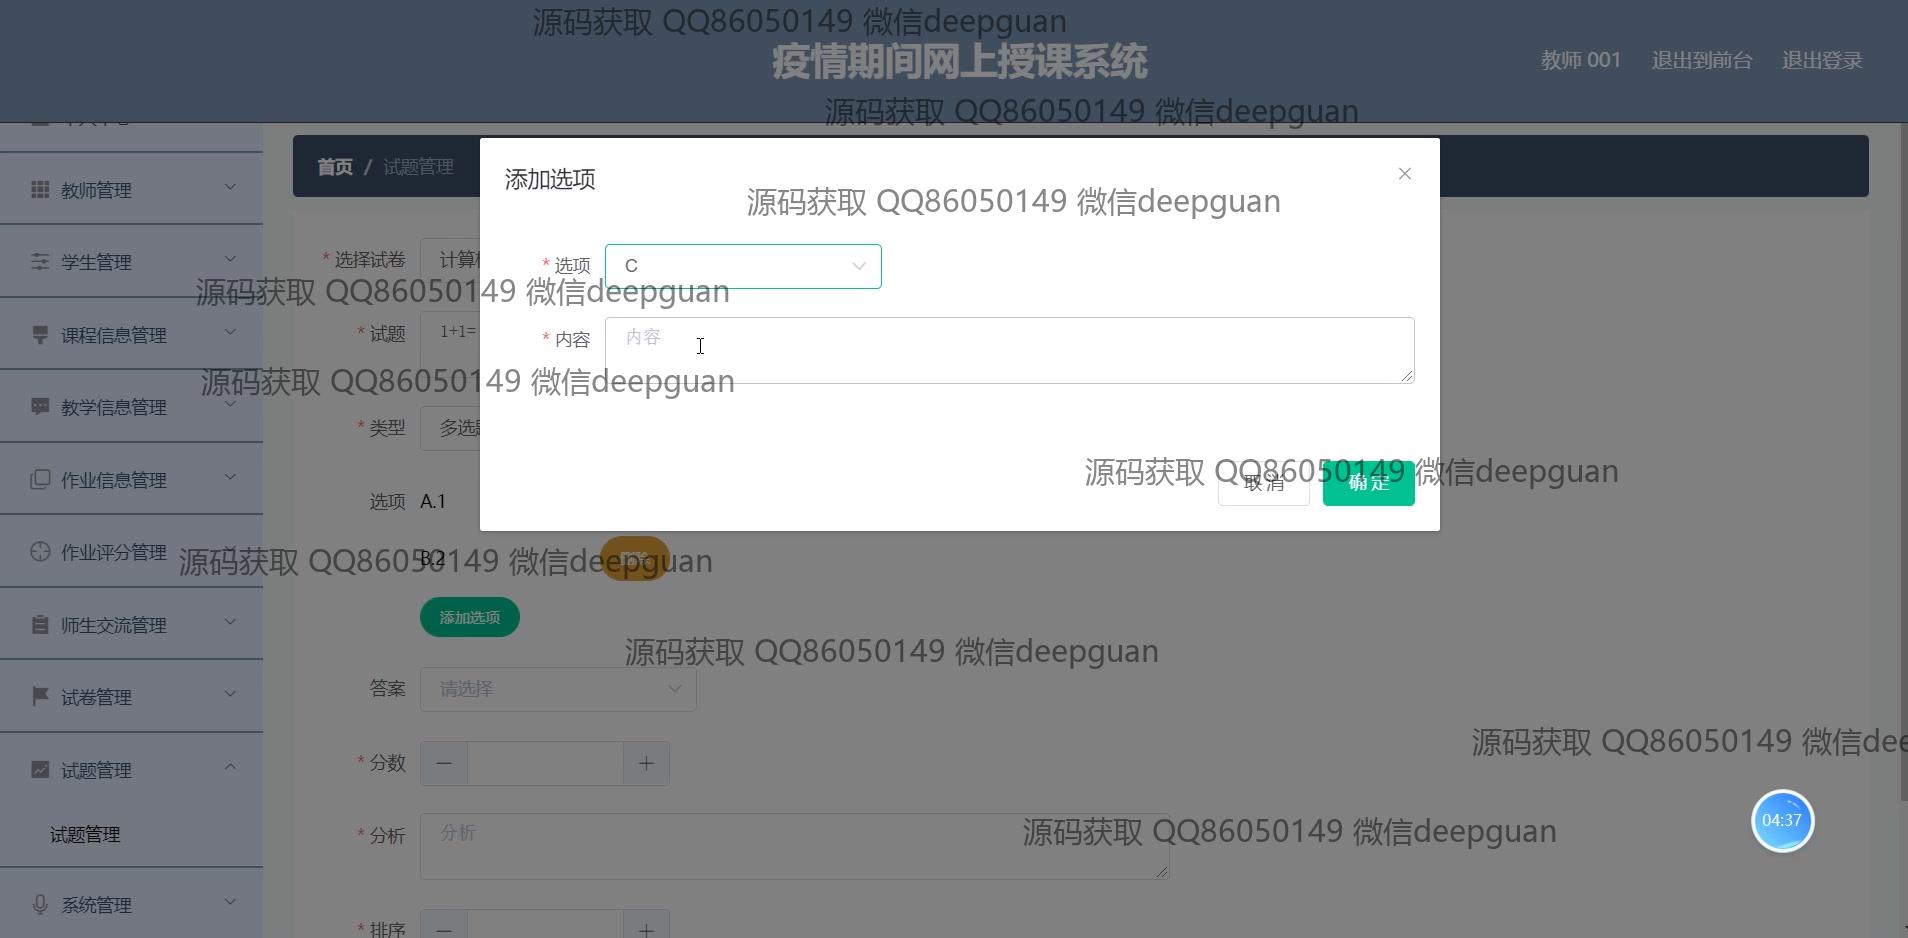 源码获取 QQ86050149 微信deepguan
疫情期间网上授课系统
教师 001 退出到前台 退出登录
源码获取 QQ86050149 微信deepguan
首页 / 试题管理
添加选项
源码获取 QQ86050149 微信deepguan
教师管理
学生管理
* 选择试卷 计算
* 选项 C
源码获取 QQ86050149 微信deepguan
课程信息管理
* 试题 1+1=
* 内容 内容
源码获取 QQ86050149 微信deepguan
教学信息管理
* 类型 多选
源码获取 QQ86050149 微信deepguan
取消 确定
作业信息管理
选项 A.1
作业评分管理
源码获取 QQ86050149 微信deepguan
B.2 删除
师生交流管理
添加选项
源码获取 QQ86050149 微信deepguan
试卷管理
答案 请选择
源码获取 QQ86050149 微信dee
试题管理
* 分数
04:37
试题管理
* 分析 分析
源码获取 QQ86050149 微信deepguan
系统管理
* 排序